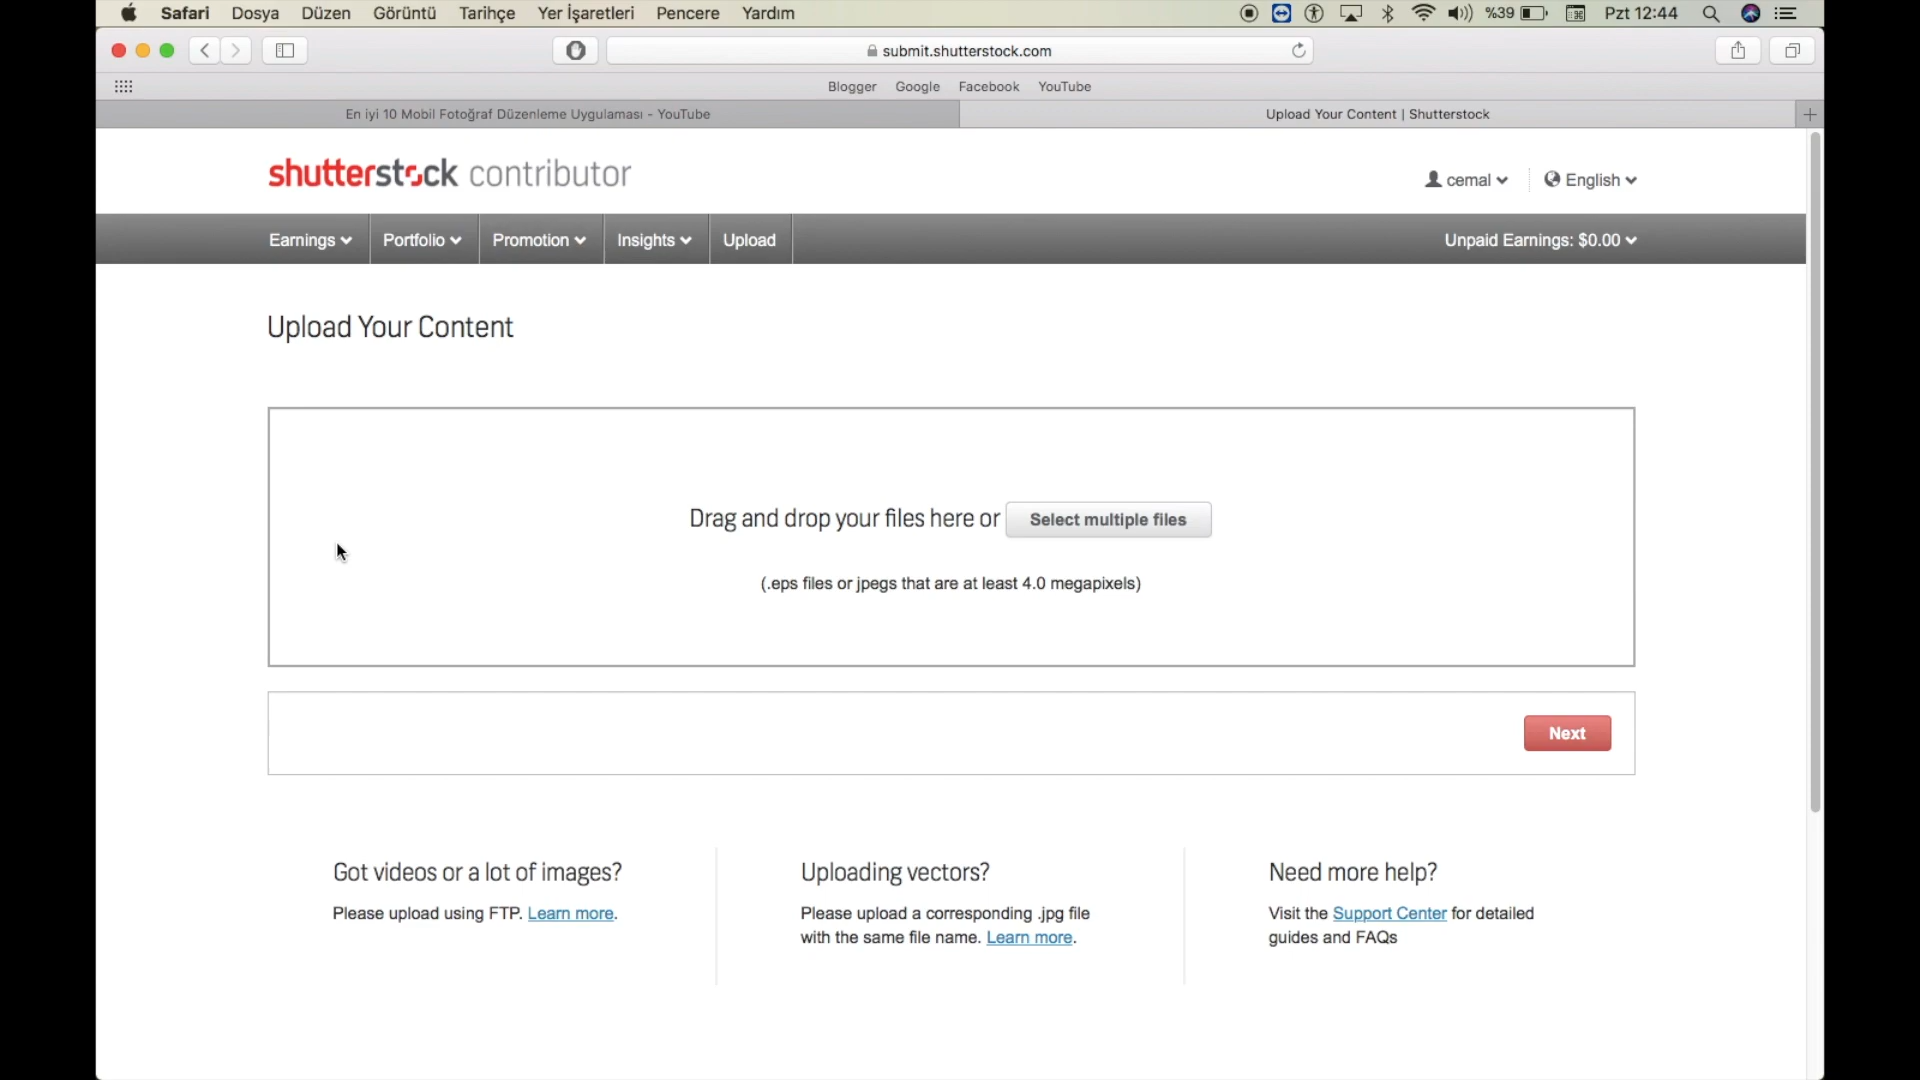 Safari Dosya Düzen Görüntü Tarihçe Yer İşaretleri Pencere Yardım %39 Pzt 12:44
submit.shutterstock.com
Blogger Google Facebook YouTube
En iyi 10 Mobil Fotoğraf Düzenleme Uygulaması - YouTube
Upload Your Content | Shutterstock
shutterstock contributor
cemal English
Earnings Portfolio Promotion Insights Upload Unpaid Earnings: $0.00
Upload Your Content
Drag and drop your files here or Select multiple files
(.eps files or jpegs that are at least 4.0 megapixels)
Next
Got videos or a lot of images?
Please upload using FTP. Learn more.
Uploading vectors?
Please upload a corresponding .jpg file
with the same file name. Learn more.
Need more help?
Visit the Support Center for detailed
guides and FAQs